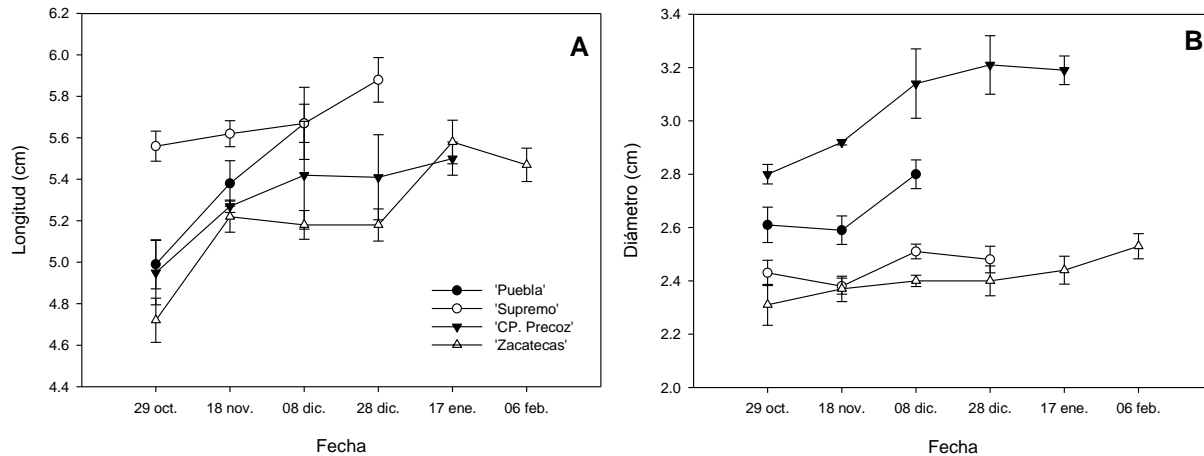 A
Longitud (cm)
6.2
6.0
5.8
5.6
5.4
5.2
5.0
4.8
4.6
4.4
'Puebla'
'Supremo'
'CP. Precoz'
'Zacatecas'
29 oct. 18 nov. 08 dic. 28 dic. 17 ene. 06 feb.
Fecha
B
Diámetro (cm)
3.6
3.4
3.2
3.0
2.8
2.6
2.4
2.2
2.0
29 oct. 18 nov. 08 dic. 28 dic. 17 ene. 06 feb.
Fecha